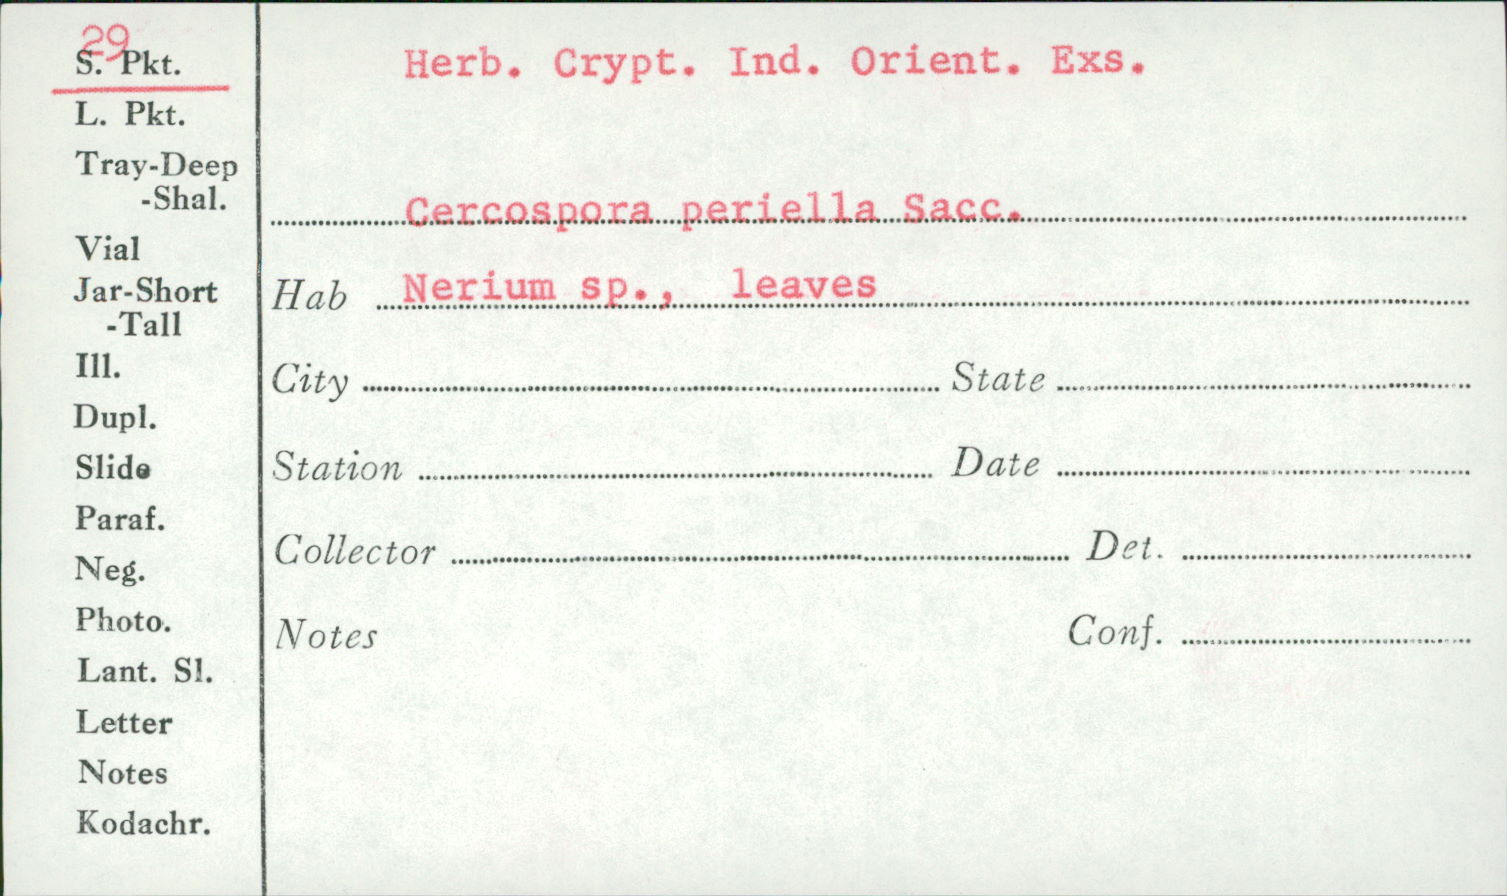 29
S. Pkt.
L. Pkt.
Tray-Deep
-Shal.
Vial
Jar-Short
-Tall
Ill.
Dupl.
Slide
Paraf.
Neg.
Photo.
Lant. Sl.
Letter
Notes
Kodachr.
Herb. Crypt. Ind. Orient. Exs.
Cercospora periella Sacc.
Hab Nerium sp., leaves
City State
Station Date
Collector Det.
Notes Conf.